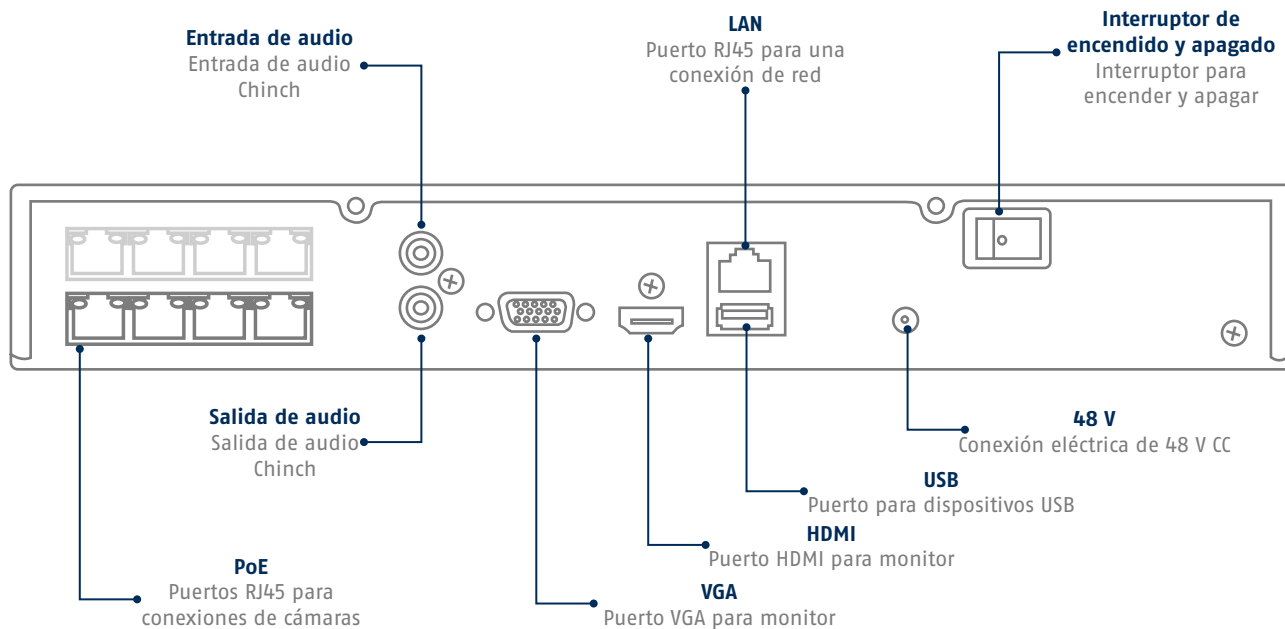 Entrada de audio
Entrada de audio
Chinch
LAN
Puerto RJ45 para una
conexión de red
Interruptor de
encendido y apagado
Interruptor para
encender y apagar
Salida de audio
Salida de audio
Chinch
48 V
Conexión eléctrica de 48 V CC
USB
Puerto para dispositivos USB
HDMI
Puerto HDMI para monitor
PoE
Puertos RJ45 para
conexiones de cámaras
VGA
Puerto VGA para monitor